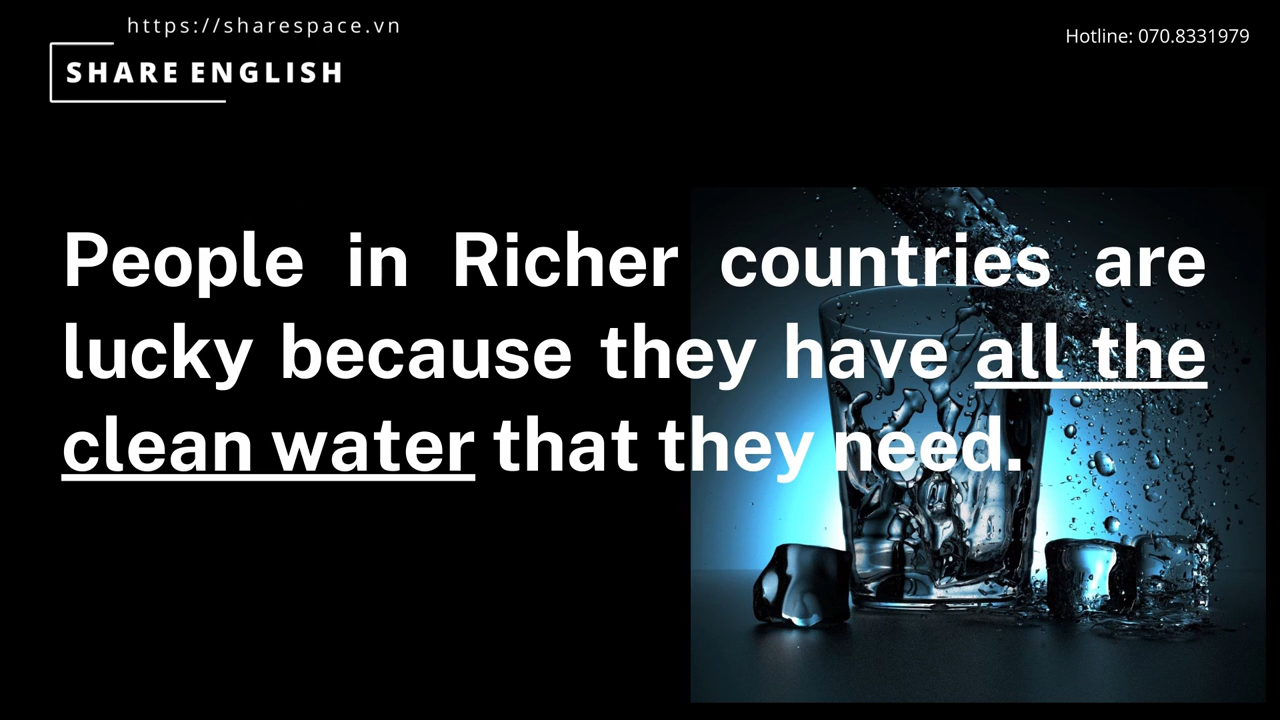 https://sharespace.vn
SHARE ENGLISH
Hotline: 070.8331979
People in Richer countries are
lucky because they have all the
clean water that they need.